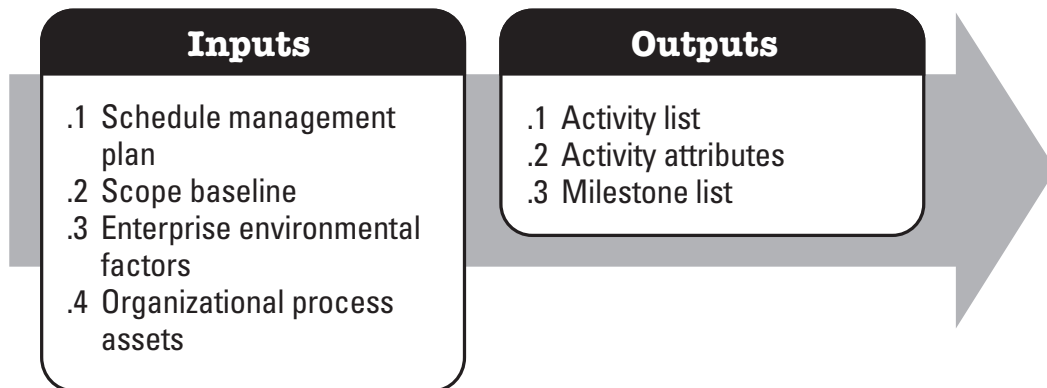 Inputs
.1 Schedule management
plan
.2 Scope baseline
.3 Enterprise environmental
factors
.4 Organizational process
assets
Outputs
.1 Activity list
.2 Activity attributes
.3 Milestone list